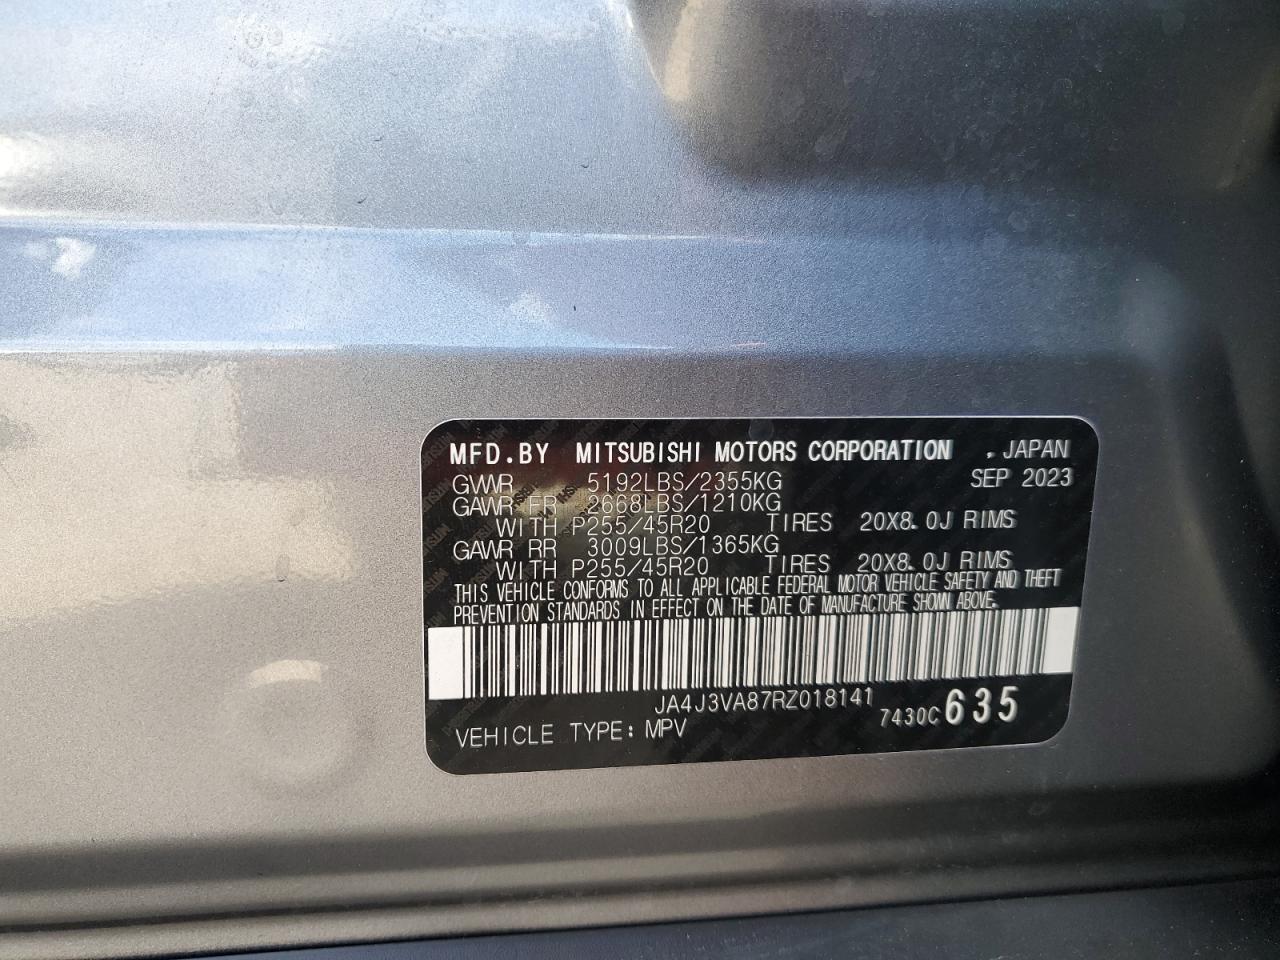 MFD.BY MITSUBISHI MOTORS CORPORATION , JAPAN
SEP 2023
GVWR 5192LBS/2355KG
GAWR FR 2668LBS/1210KG
WITH P255/45R20 TIRES 20X8.0J RIMS
GAWR RR 3009LBS/1365KG
WITH P255/45R20 TIRES 20X8.0J RIMS
THIS VEHICLE CONFORMS TO ALL APPLICABLE FEDERAL MOTOR VEHICLE SAFETY AND THEFT
PREVENTION STANDARDS IN EFFECT ON THE DATE OF MANUFACTURE SHOWN ABOVE.
JA4J3VA87RZ018141
7430C 635
VEHICLE TYPE: MPV